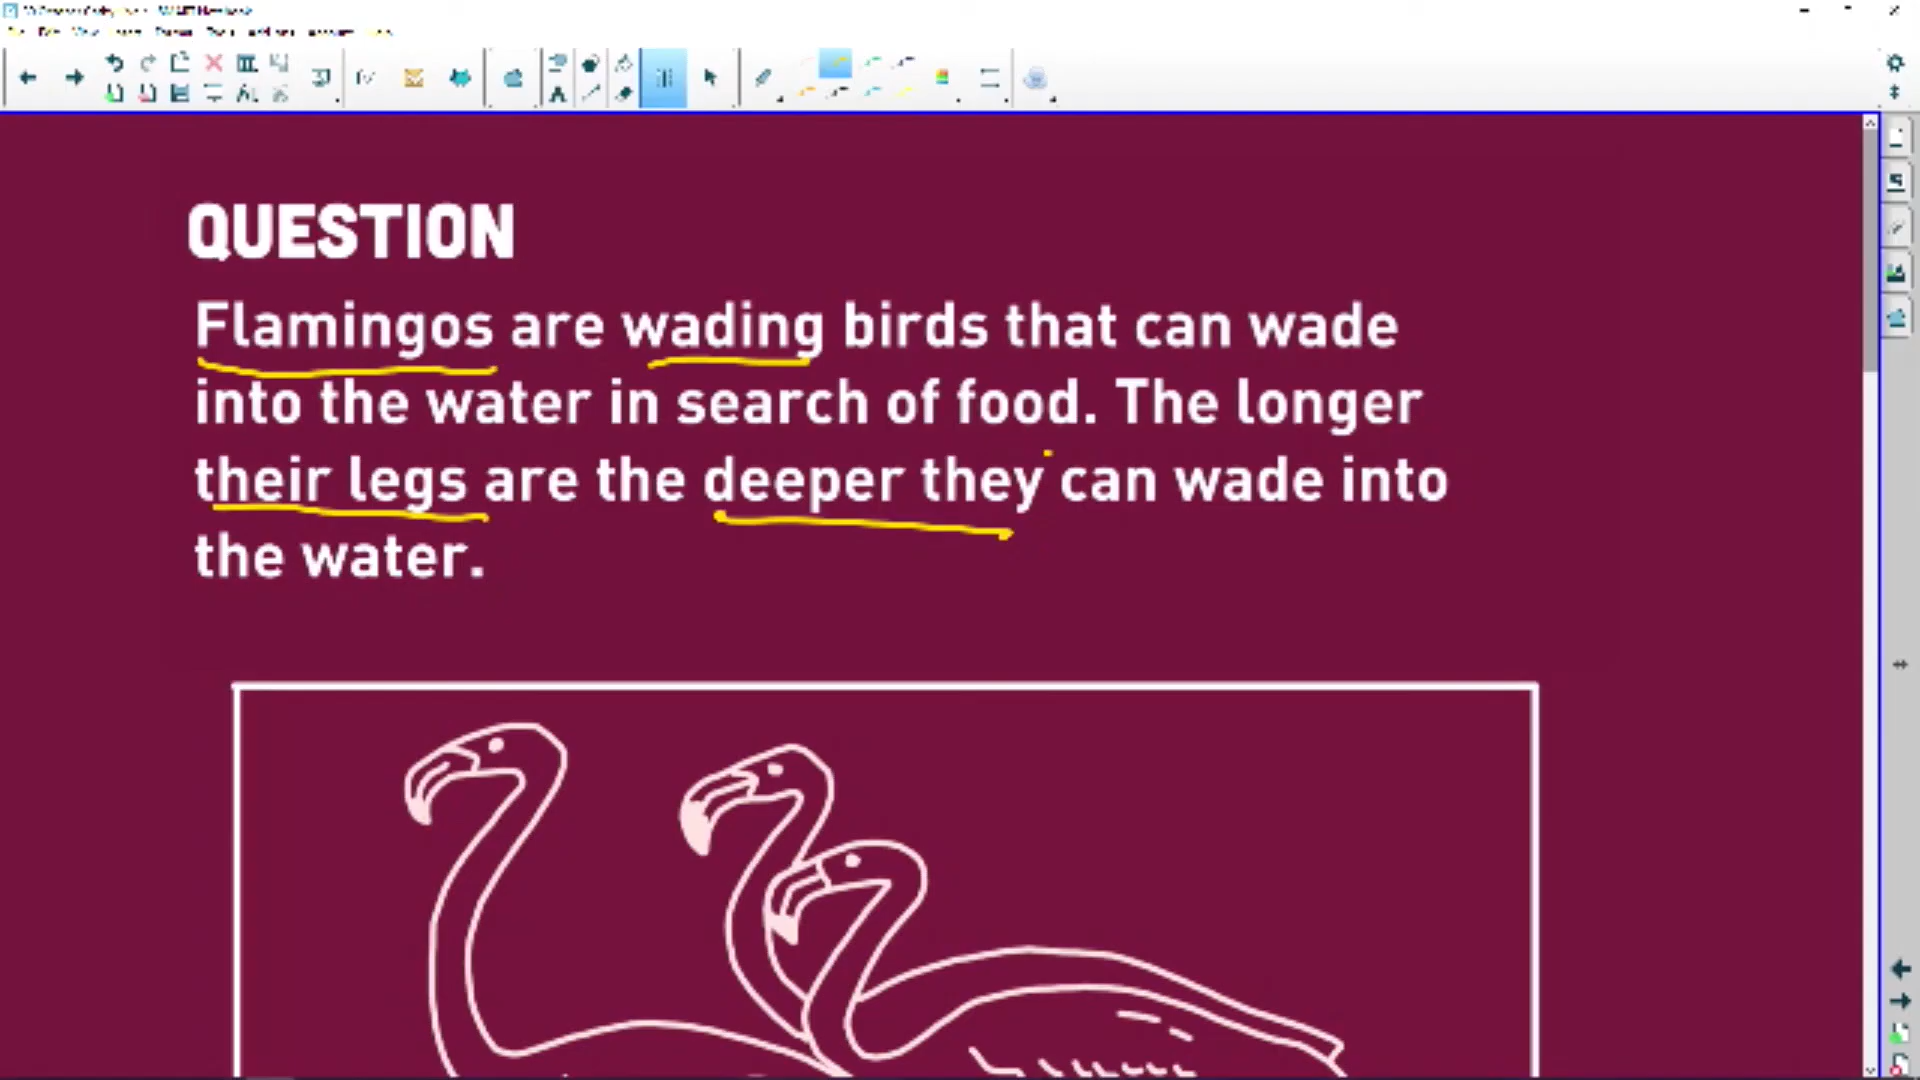 QUESTION
Flamingos are wading birds that can wade
into the water in search of food. The longer
their legs are the deeper they can wade into
the water.